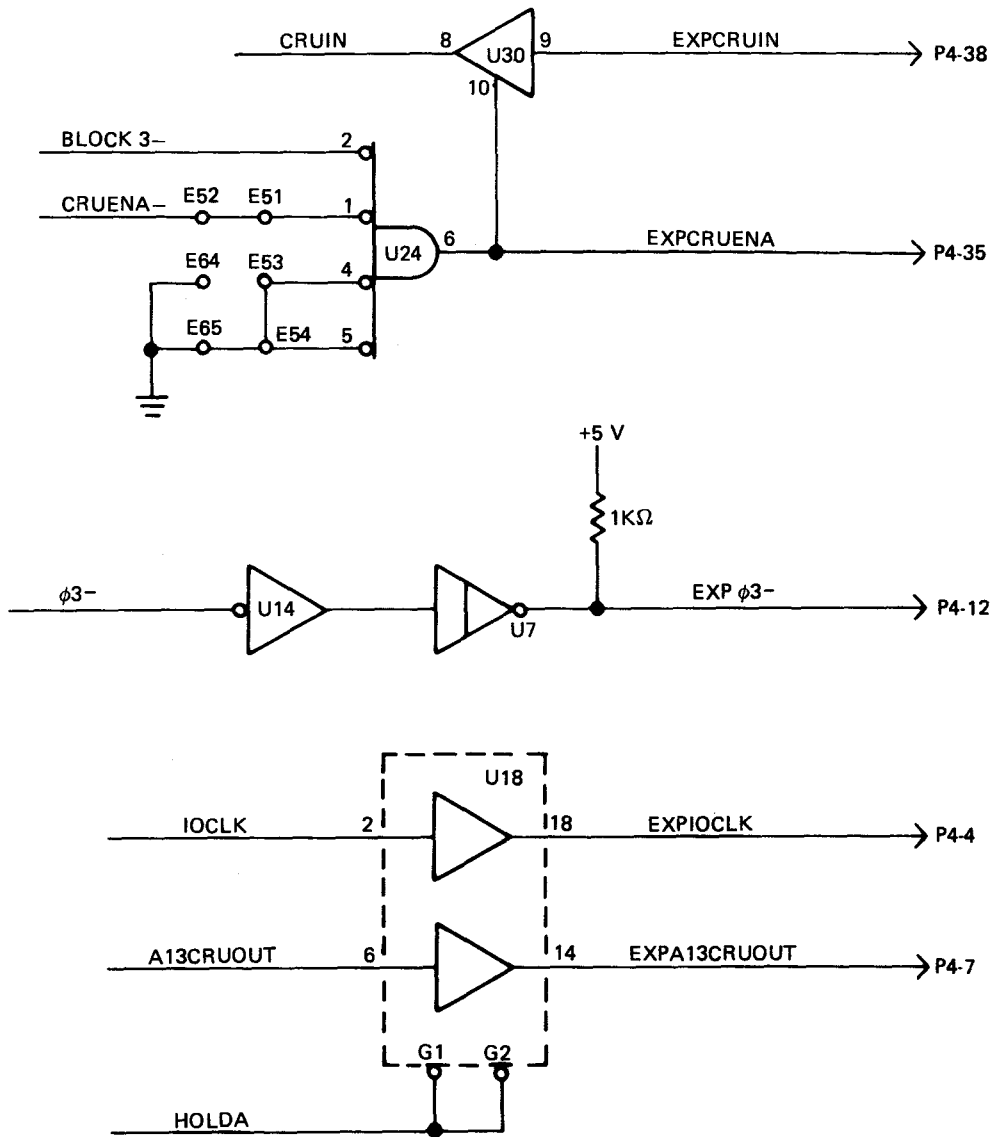 CRUIN 8 U30 9 EXPCRUIN P4-38
10
BLOCK 3– 2
CRUENA– E52 E51 1
U24 6 EXPCRUENA P4-35
E64 E53 4
E65 E54 5
+5 V
1KΩ
ϕ3– U14 U7 EXP ϕ3– P4-12
U18
IOCLK 2 18 EXPIOCLK P4-4
A13CRUOUT 6 14 EXPA13CRUOUT P4-7
G1 G2
HOLDA